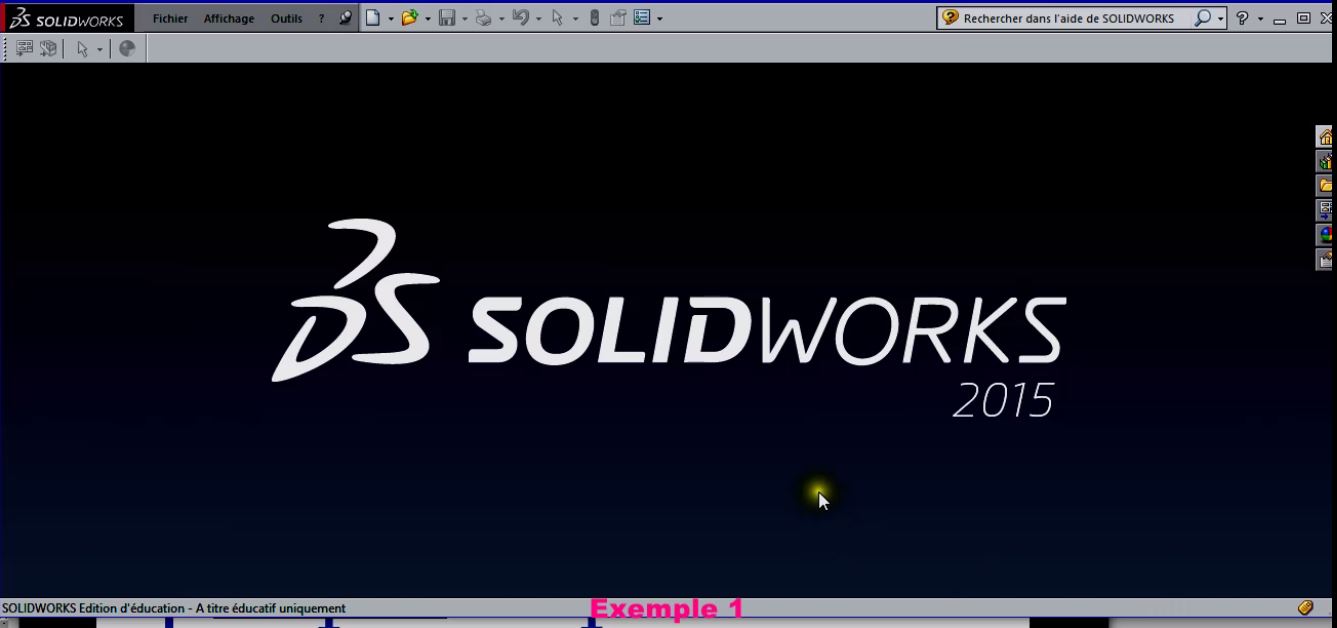 SOLIDWORKS Fichier Affichage Outils ? Rechercher dans l'aide de SOLIDWORKS ?
SOLIDWORKS
2015
SOLIDWORKS Edition d'éducation - A titre éducatif uniquement
Exemple 1